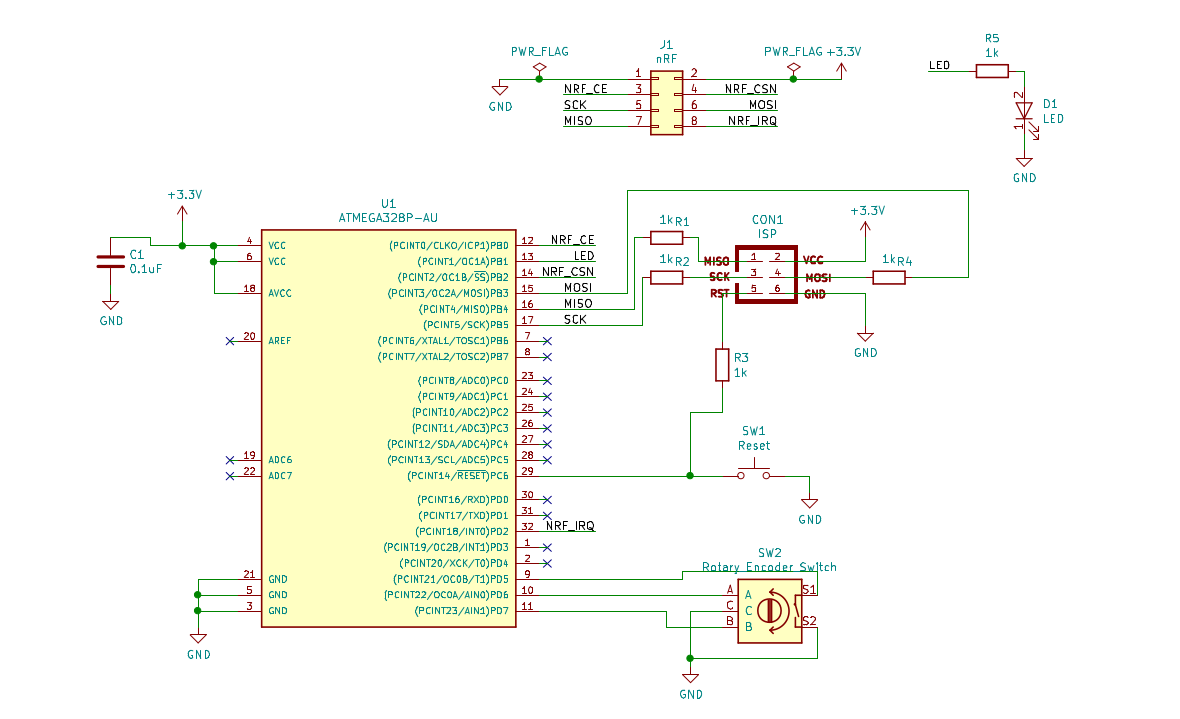 PWR_FLAG
J1
nRF
PWR_FLAG +3.3V
R5
1k
LED
1 2
NRF_CE 3 4 NRF_CSN
SCK 5 6 MOSI
MISO 7 8 NRF_IRQ
GND
2
D1
LED
1
GND
+3.3V
U1
ATMEGA328P-AU
C1
0.1uF
GND
4 VCC
6 VCC
18 AVCC
20 AREF
19 ADC6
22 ADC7
21 GND
5 GND
3 GND
GND
(PCINT0/CLKO/ICP1)PB0 12 NRF_CE
(PCINT1/OC1A)PB1 13 LED
(PCINT2/OC1B/SS)PB2 14 NRF_CSN
(PCINT3/OC2A/MOSI)PB3 15 MOSI
(PCINT4/MISO)PB4 16 MISO
(PCINT5/SCK)PB5 17 SCK
(PCINT6/XTAL1/TOSC1)PB6 7
(PCINT7/XTAL2/TOSC2)PB7 8
(PCINT8/ADC0)PC0 23
(PCINT9/ADC1)PC1 24
(PCINT10/ADC2)PC2 25
(PCINT11/ADC3)PC3 26
(PCINT12/SDA/ADC4)PC4 27
(PCINT13/SCL/ADC5)PC5 28
(PCINT14/RESET)PC6 29
(PCINT16/RXD)PD0 30
(PCINT17/TXD)PD1 31
(PCINT18/INT0)PD2 32 NRF_IRQ
(PCINT19/OC2B/INT1)PD3 1
(PCINT20/XCK/T0)PD4 2
(PCINT21/OC0B/T1)PD5 9
(PCINT22/OC0A/AIN0)PD6 10
(PCINT23/AIN1)PD7 11
1k R1
1k R2
CON1
ISP
+3.3V
MISO 1 2 VCC
SCK 3 4 MOSI
RST 5 6 GND
1k R4
GND
R3
1k
SW1
Reset
GND
SW2
Rotary Encoder Switch
A A S1
C C
B B S2
GND